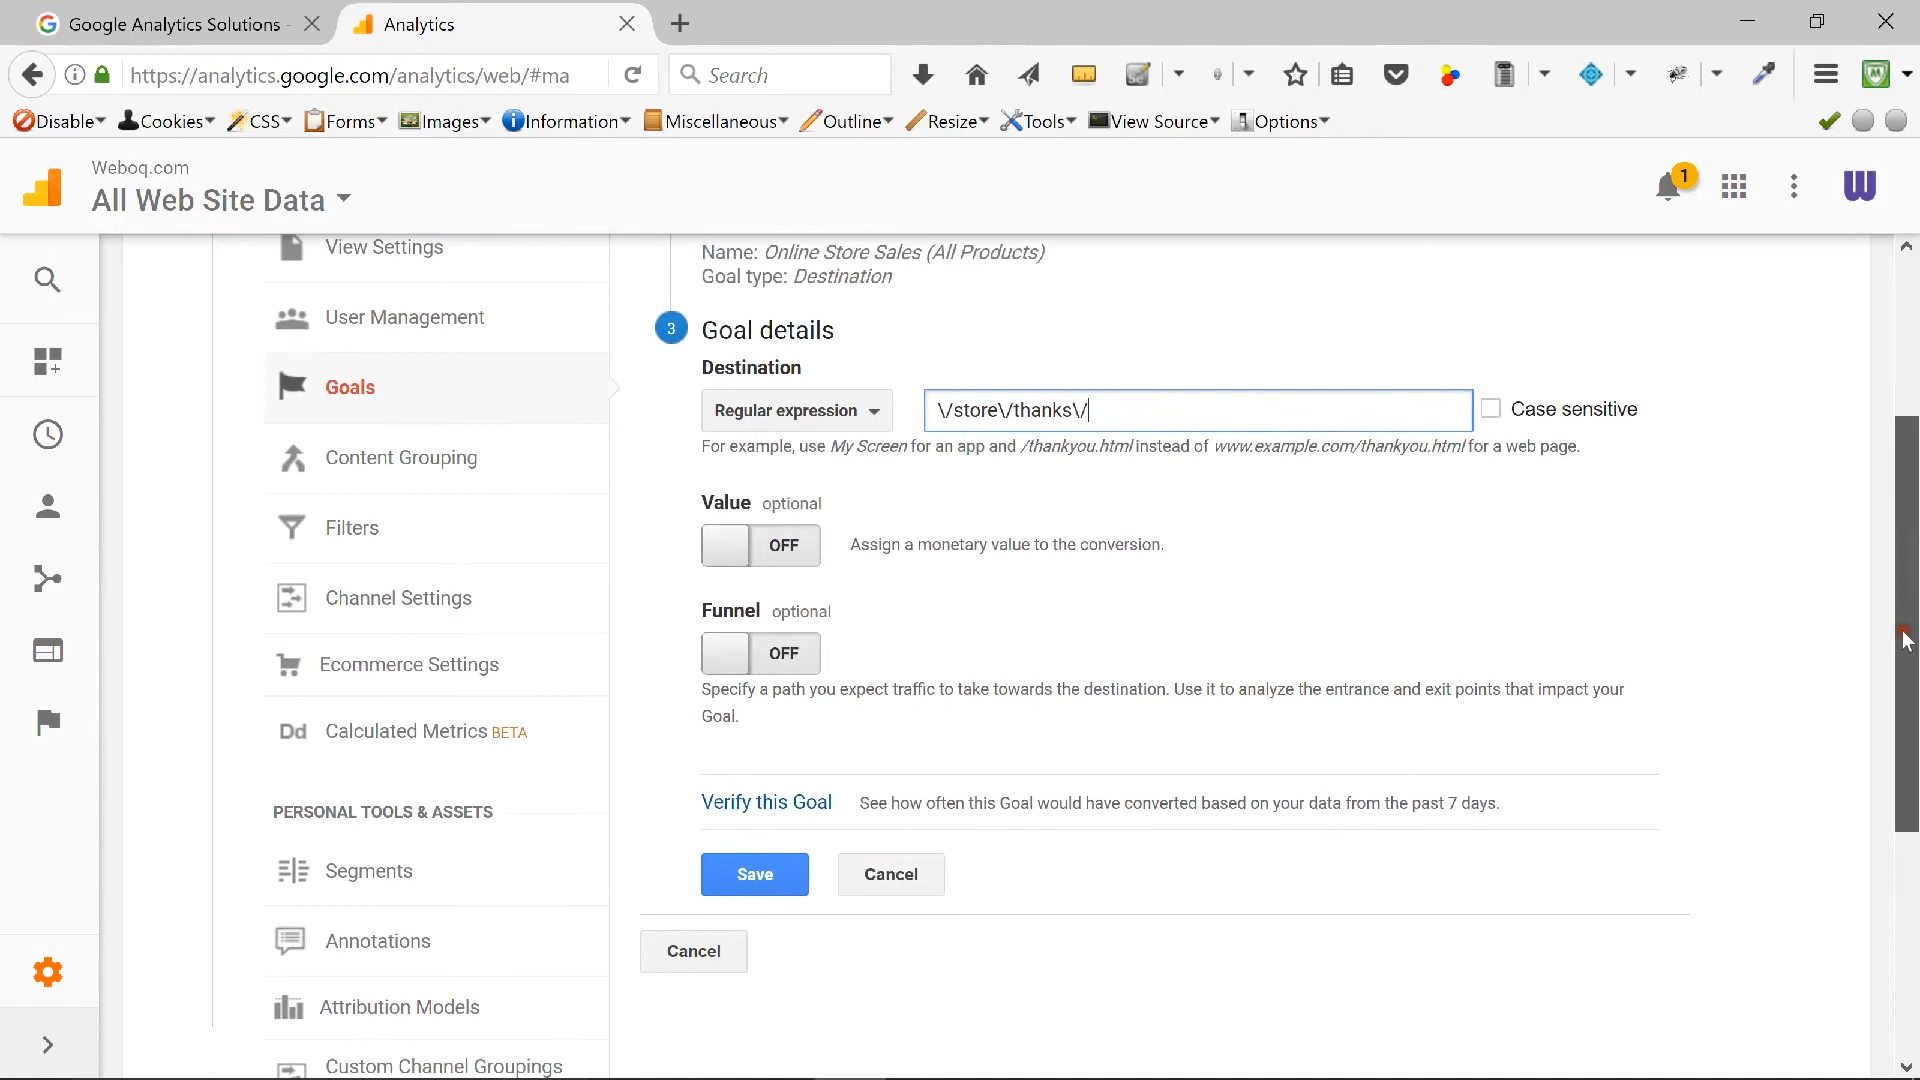 Google Analytics Solutions -
Analytics
https://analytics.google.com/analytics/web/#ma
Search
Disable
Cookies
CSS
Forms
Images
Information
Miscellaneous
Outline
Resize
Tools
View Source
Options
Weboq.com
All Web Site Data
1
View Settings
User Management
Goals
Content Grouping
Filters
Channel Settings
Ecommerce Settings
Dd Calculated Metrics BETA
PERSONAL TOOLS & ASSETS
Segments
Annotations
Attribution Models
Custom Channel Groupings
Name: Online Store Sales (All Products)
Goal type: Destination
3 Goal details
Destination
Regular expression
\/store\/thanks\/
Case sensitive
For example, use My Screen for an app and /thankyou.html instead of www.example.com/thankyou.html for a web page.
Value optional
OFF
Assign a monetary value to the conversion.
Funnel optional
OFF
Specify a path you expect traffic to take towards the destination. Use it to analyze the entrance and exit points that impact your
Goal.
Verify this Goal See how often this Goal would have converted based on your data from the past 7 days.
Save Cancel
Cancel